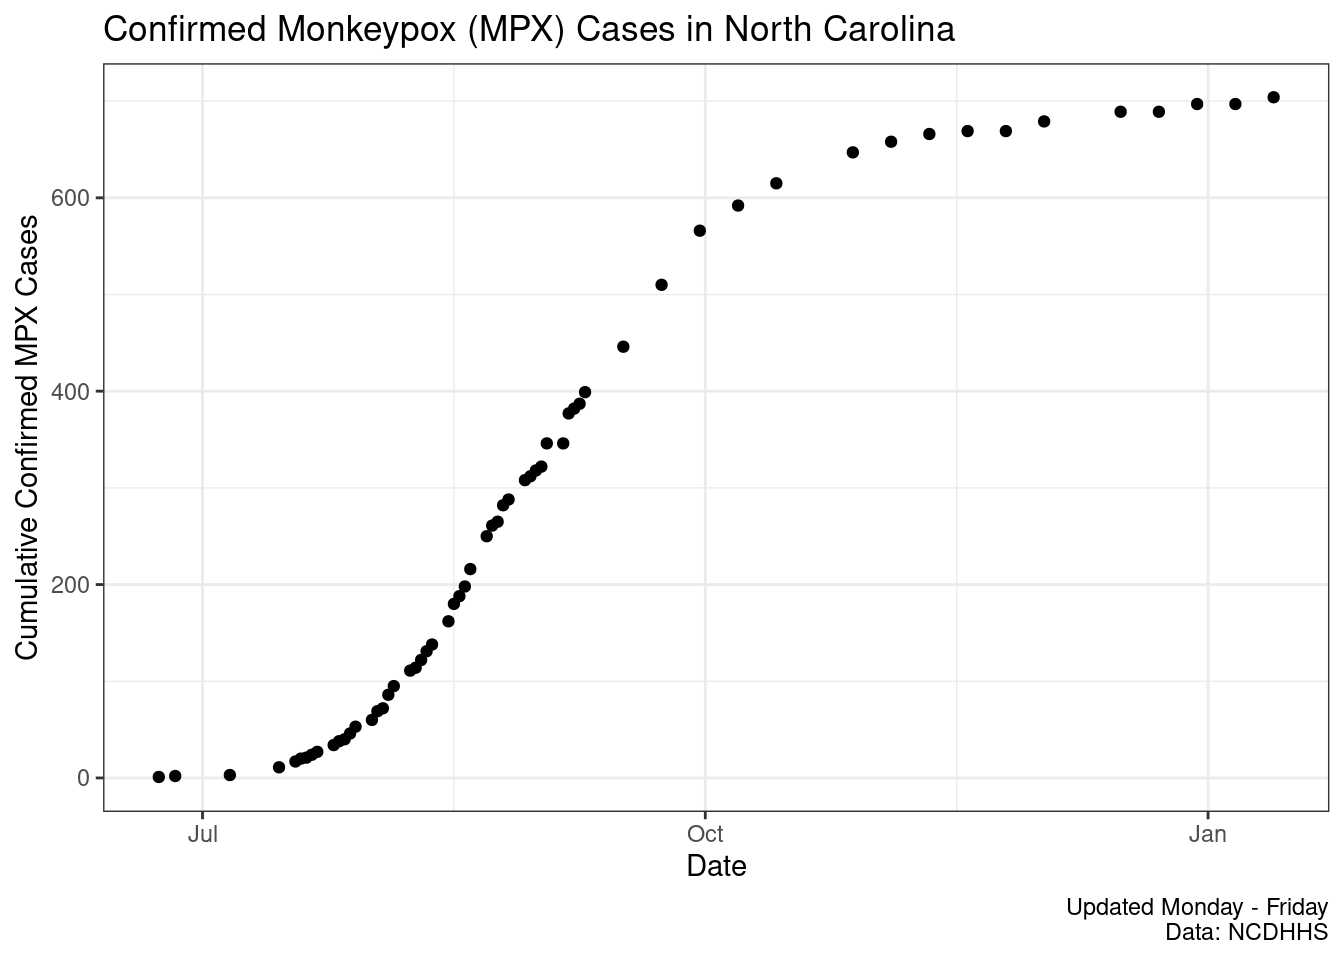 Confirmed Monkeypox (MPX) Cases in North Carolina
Cumulative Confirmed MPX Cases
600
400
200
0
Jul
Oct
Jan
Date
Updated Monday - Friday
Data: NCDHHS